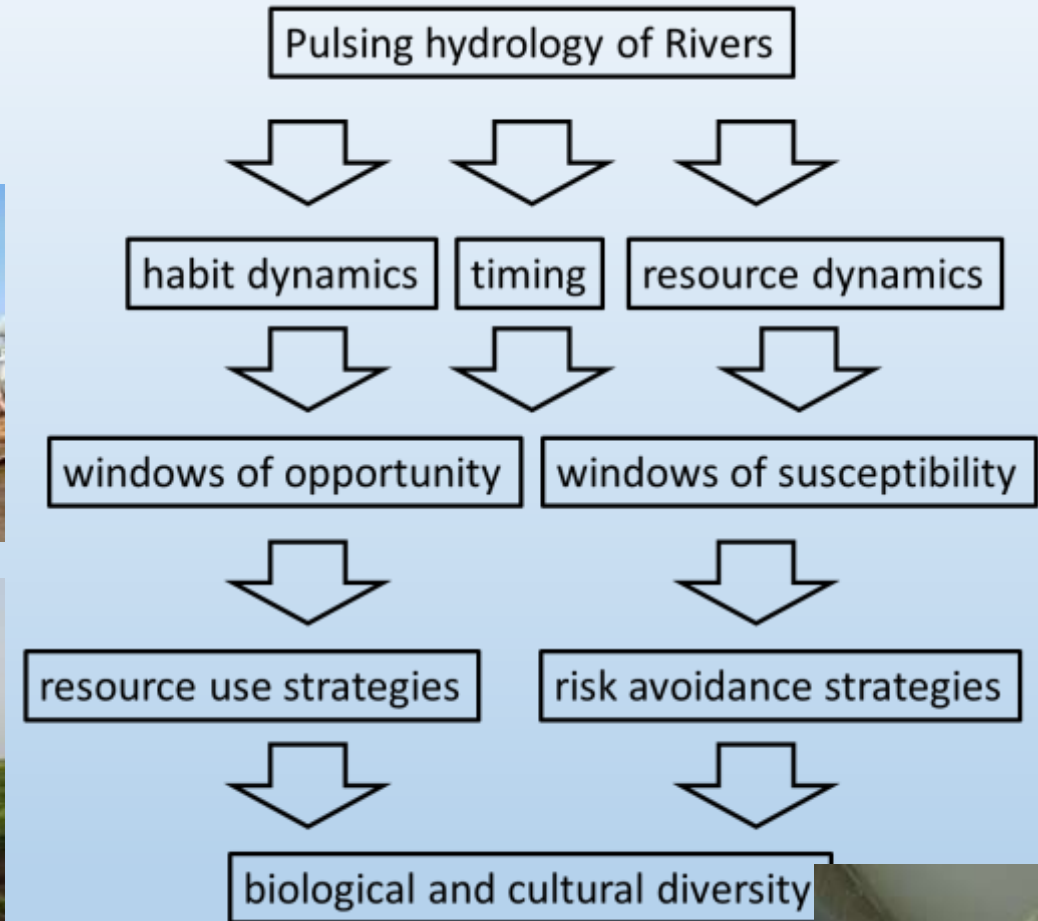 Pulsing hydrology of Rivers
habit dynamics
timing
resource dynamics
windows of opportunity
windows of susceptibility
resource use strategies
risk avoidance strategies
biological and cultural diversity